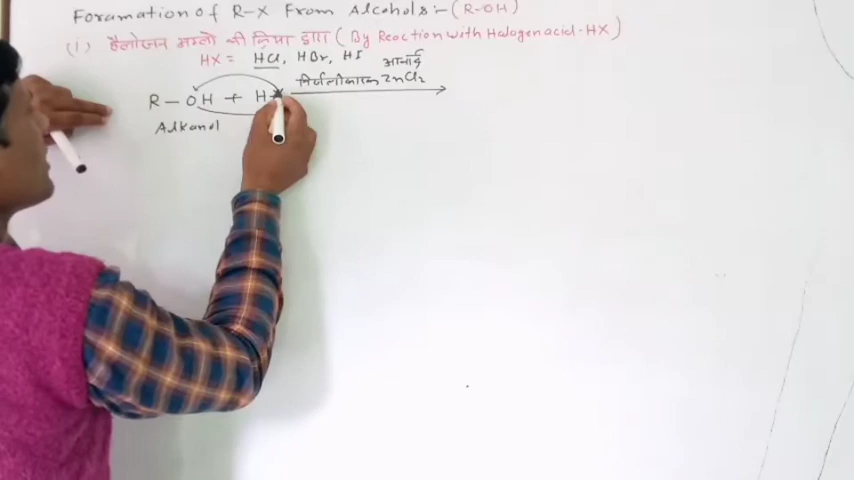 Foramation of R-X From Alcohols:-(R-OH)
(i) हैलोजन अम्लो की क्रिया द्वारा (By Reaction with Halogenacid-HX)
HX = HCl, HBr, HI
R-OH + H-X निर्जलीकारक ZnCl2
Alkanol